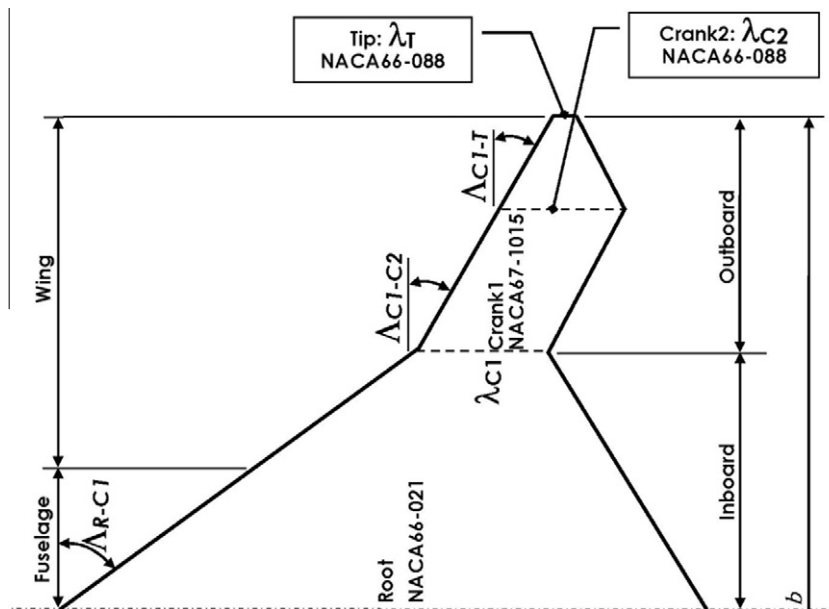 Tip: λT
NACA66-088
Crank2: λC2
NACA66-088
ΛC1-T
Wing
ΛC1-C2
λC1 Crank1
NACA67-1015
Outboard
Fuselage
ΛR-C1
Root
NACA66-021
Inboard
b